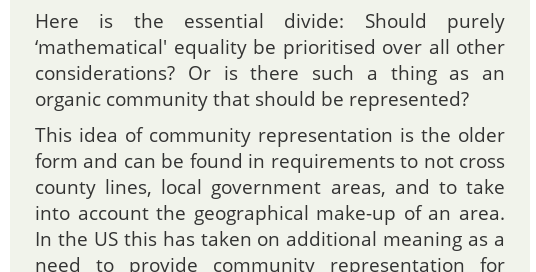 Here is the essential divide: Should purely
‘mathematical' equality be prioritised over all other
considerations? Or is there such a thing as an
organic community that should be represented?
This idea of community representation is the older
form and can be found in requirements to not cross
county lines, local government areas, and to take
into account the geographical make-up of an area.
In the US this has taken on additional meaning as a
need to provide community representation for